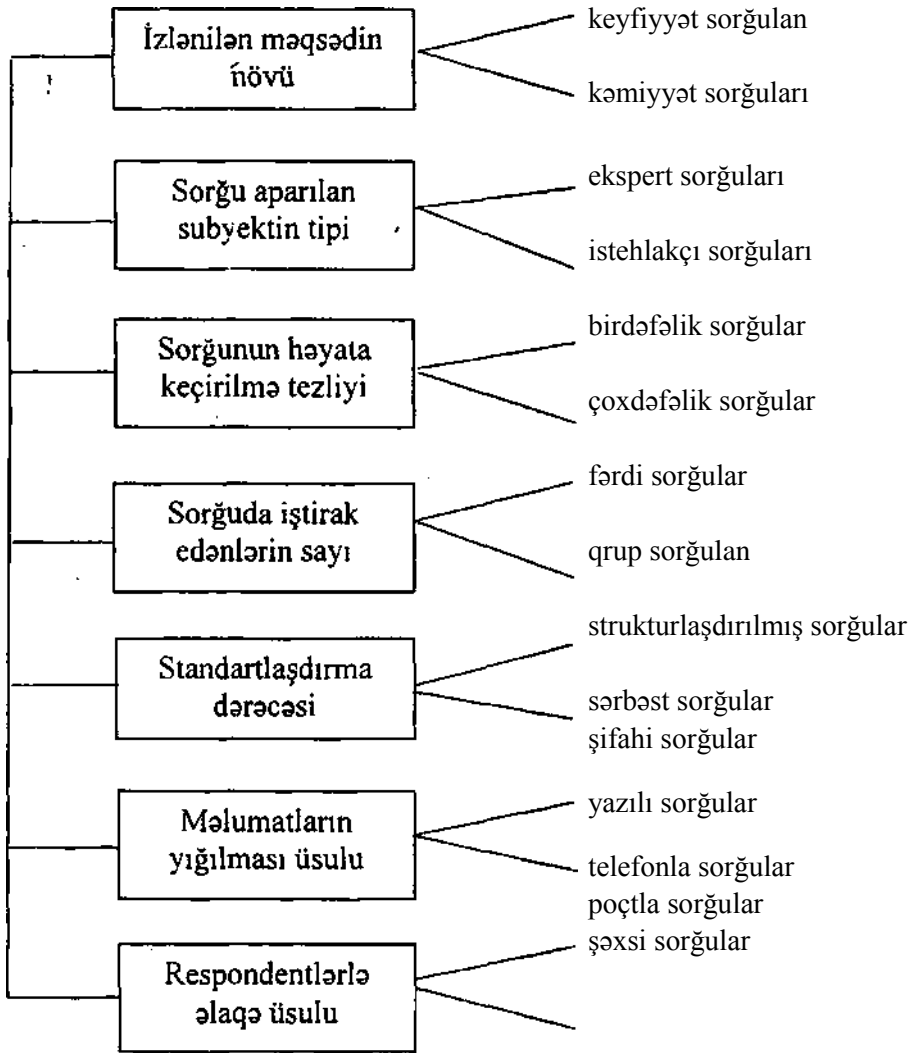 İzlənilən məqsədin
növü
keyfiyyət sorğulan
kəmiyyət sorğuları
Sorğu aparılan
subyektin tipi
ekspert sorğuları
istehlakçı sorğuları
Sorğunun həyata
keçirilmə tezliyi
birdəfəlik sorğular
çoxdəfəlik sorğular
Sorğuda iştirak
edənlərin sayı
fərdi sorğular
qrup sorğulan
Standartlaşdırma
dərəcəsi
strukturlaşdırılmış sorğular
sərbəst sorğular
şifahi sorğular
Məlumatların
yığılması üsulu
yazılı sorğular
telefonla sorğular
poçtla sorğular
Respondentlərlə
əlaqə üsulu
şəxsi sorğular